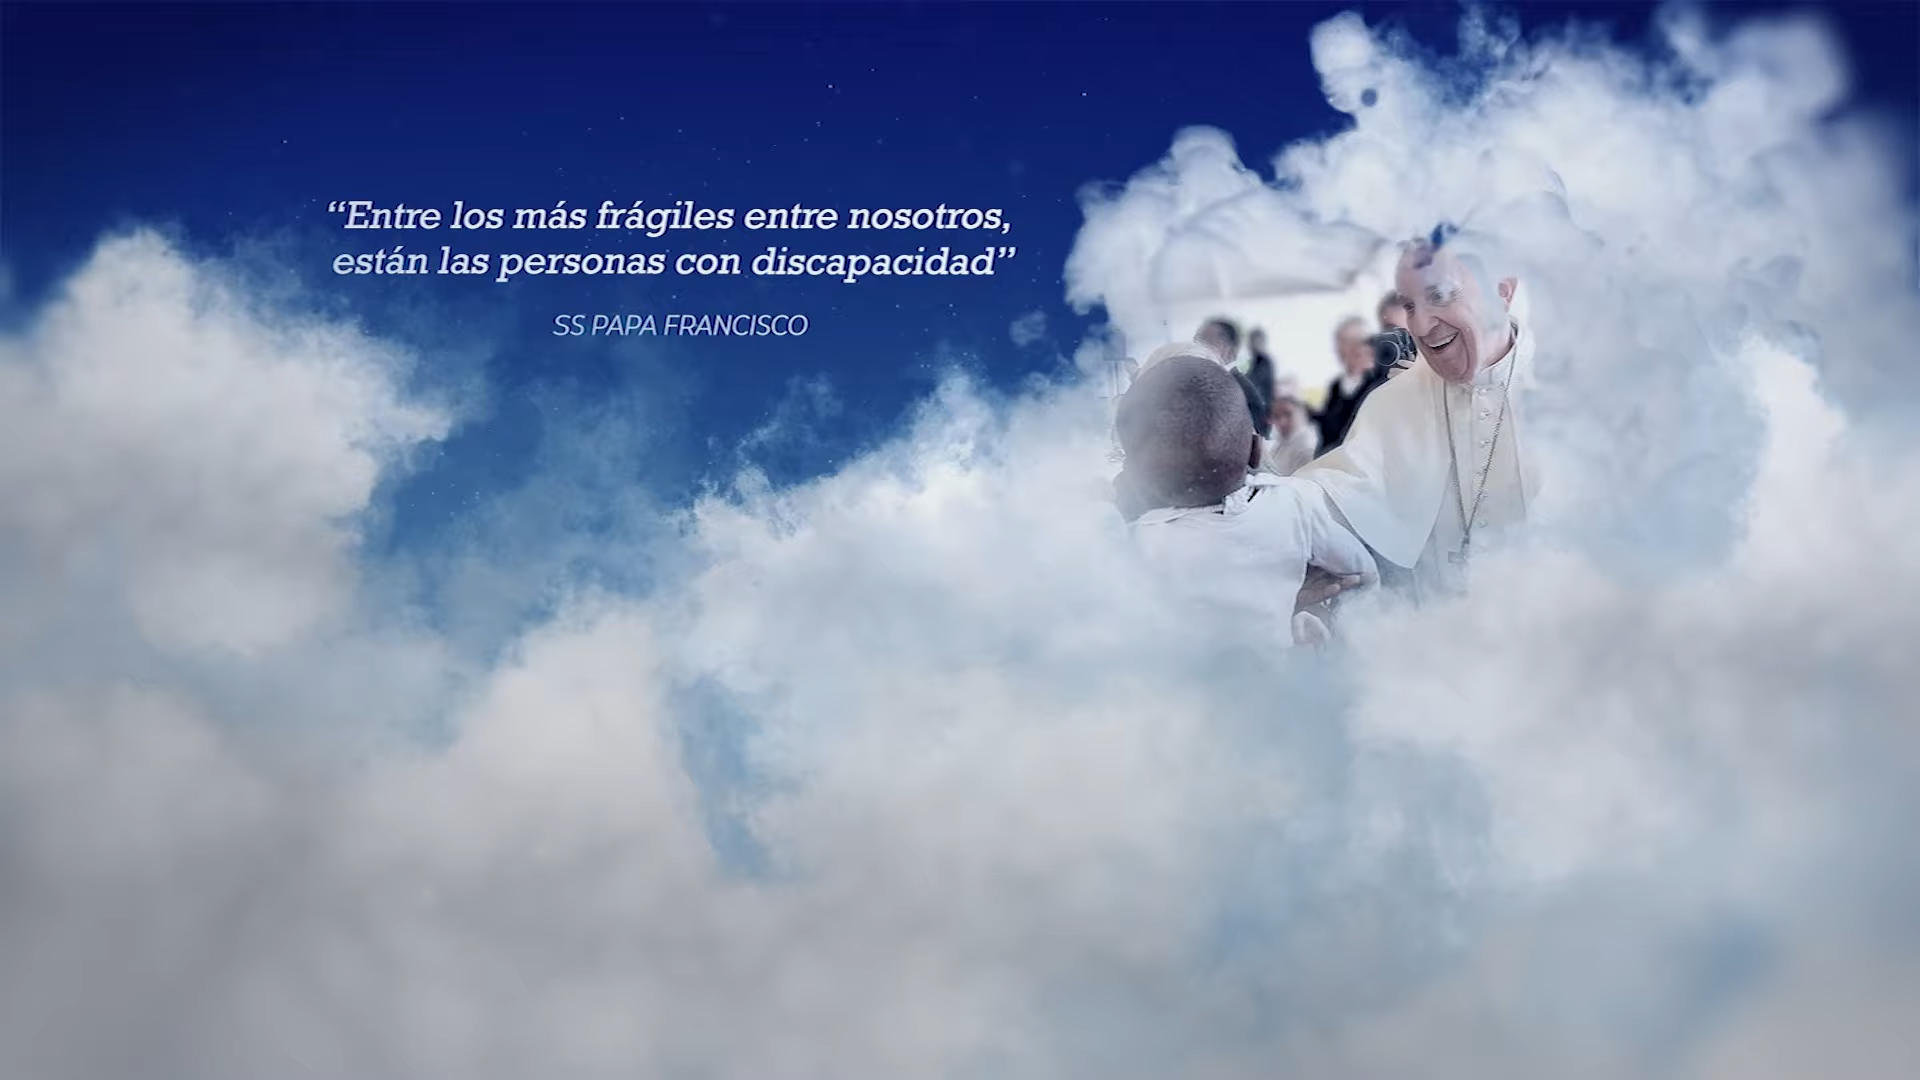 “Entre los más frágiles entre nosotros,
están las personas con discapacidad”
SS PAPA FRANCISCO